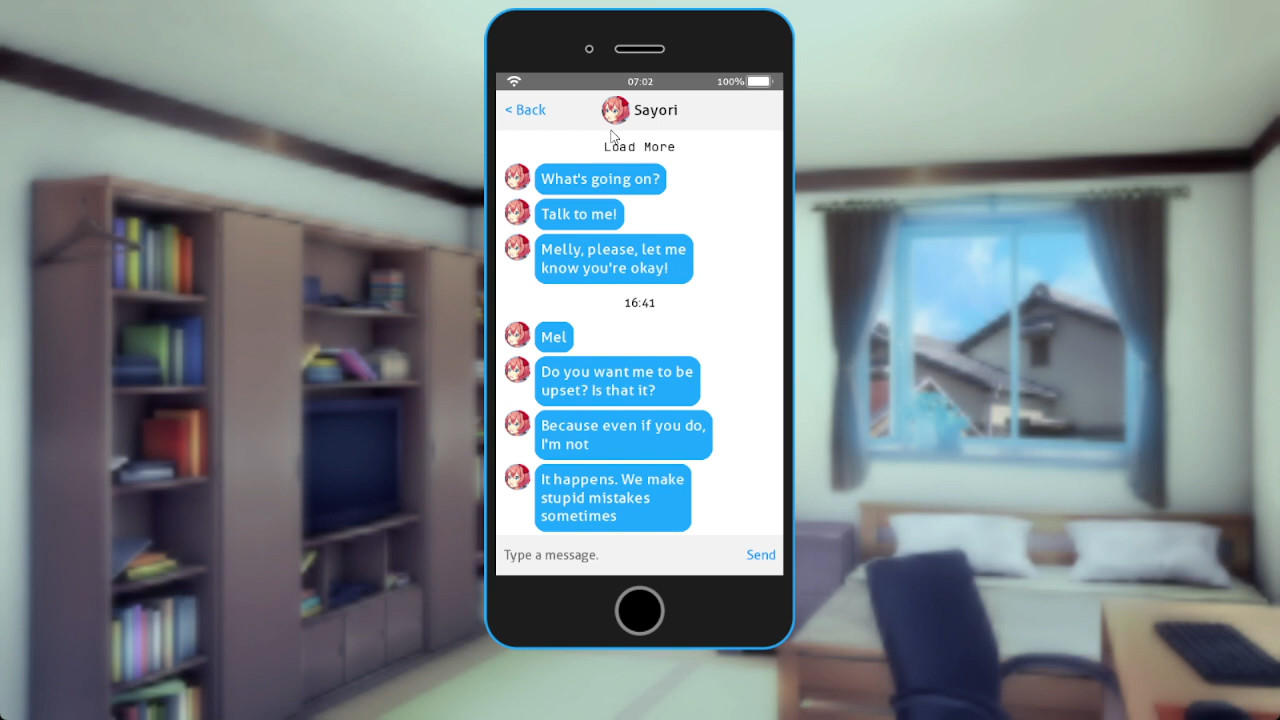 07:02
100%
< Back
Sayori
Load More
What's going on?
Talk to me!
Melly, please, let me
know you're okay!
16:41
Mel
Do you want me to be
upset? Is that it?
Because even if you do,
I'm not
It happens. We make
stupid mistakes
sometimes
Type a message.
Send